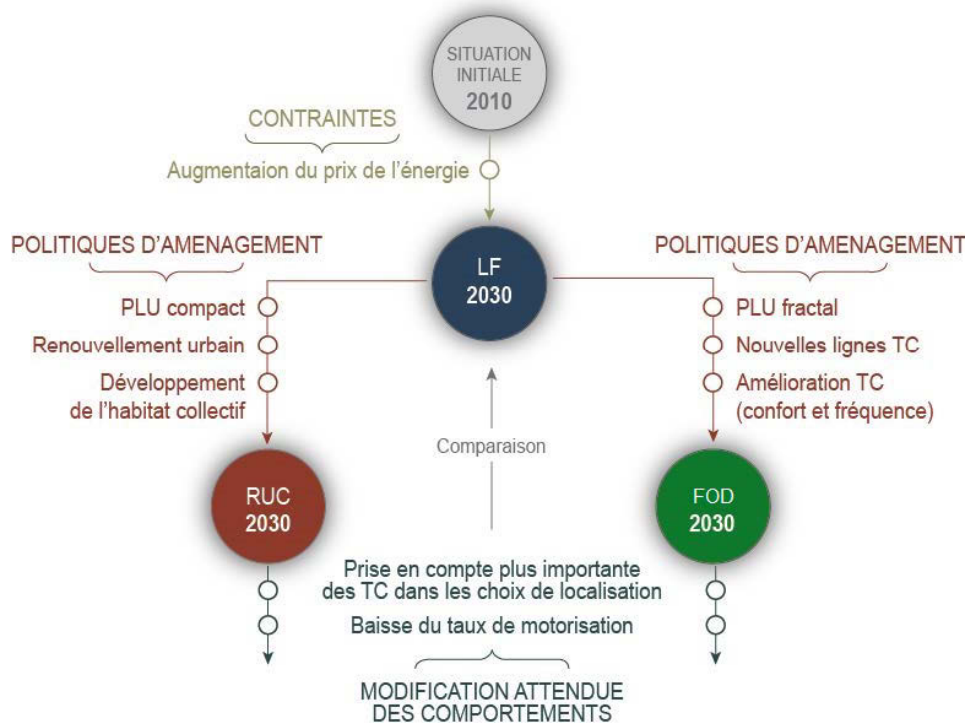 SITUATION
INITIALE
2010
CONTRAINTES
Augmentaion du prix de l'énergie
LF
2030
POLITIQUES D'AMENAGEMENT
PLU compact
Renouvellement urbain
Développement
de l'habitat collectif
RUC
2030
POLITIQUES D'AMENAGEMENT
PLU fractal
Nouvelles lignes TC
Amélioration TC
(confort et fréquence)
FOD
2030
Comparaison
Prise en compte plus importante
des TC dans les choix de localisation
Baisse du taux de motorisation
MODIFICATION ATTENDUE
DES COMPORTEMENTS